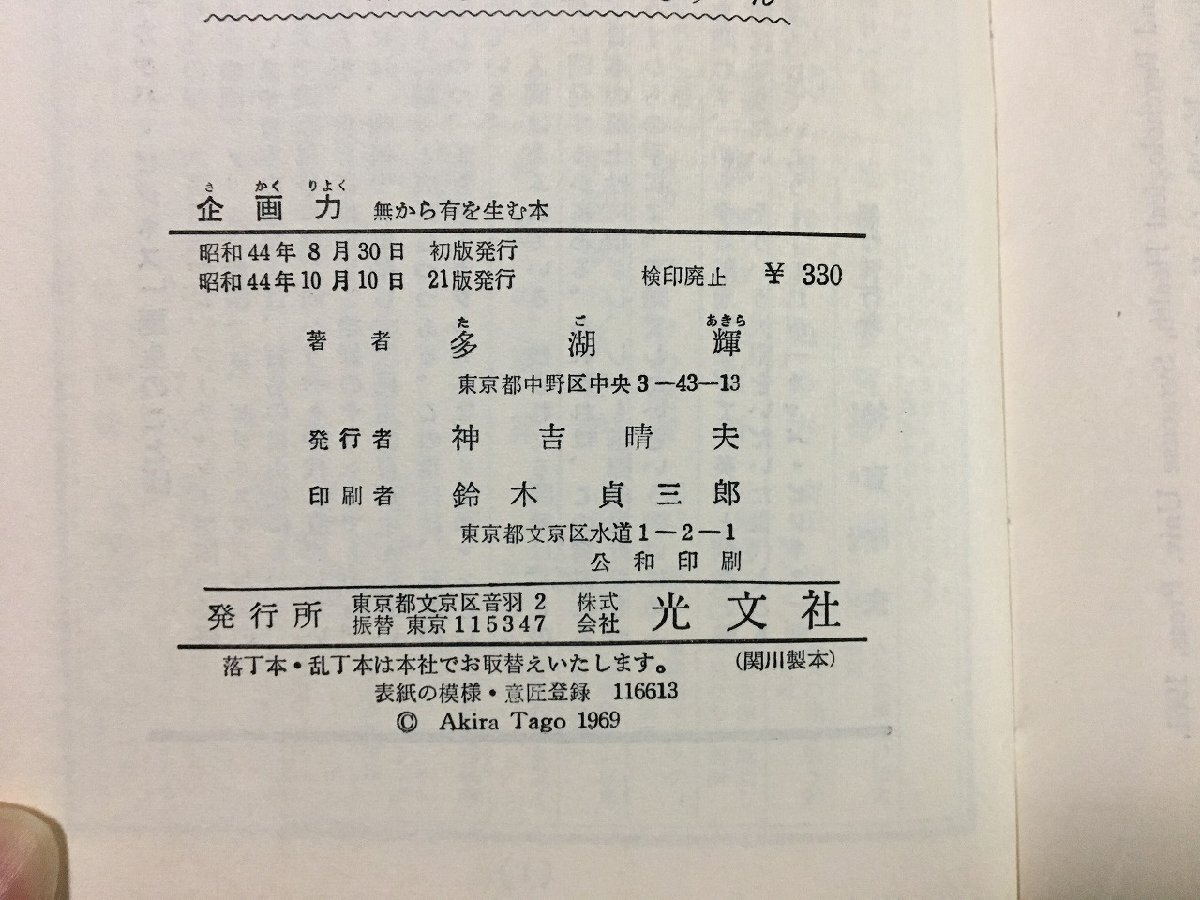 企画力 無から有を生む本
さ かく りよく
昭和44年8月30日 初版発行
昭和44年10月10日 21版発行
検印廃止 ¥330
著者 多湖輝
た ご あきら
東京都中野区中央3―43―13
発行者 神吉晴夫
印刷者 鈴木貞三郎
東京都文京区水道1―2―1
公和印刷
発行所 東京都文京区音羽2 株式会社 光文社
振替 東京115347
落丁本・乱丁本は本社でお取替えいたします。 (関川製本)
表紙の模様・意匠登録 116613
© Akira Tago 1969